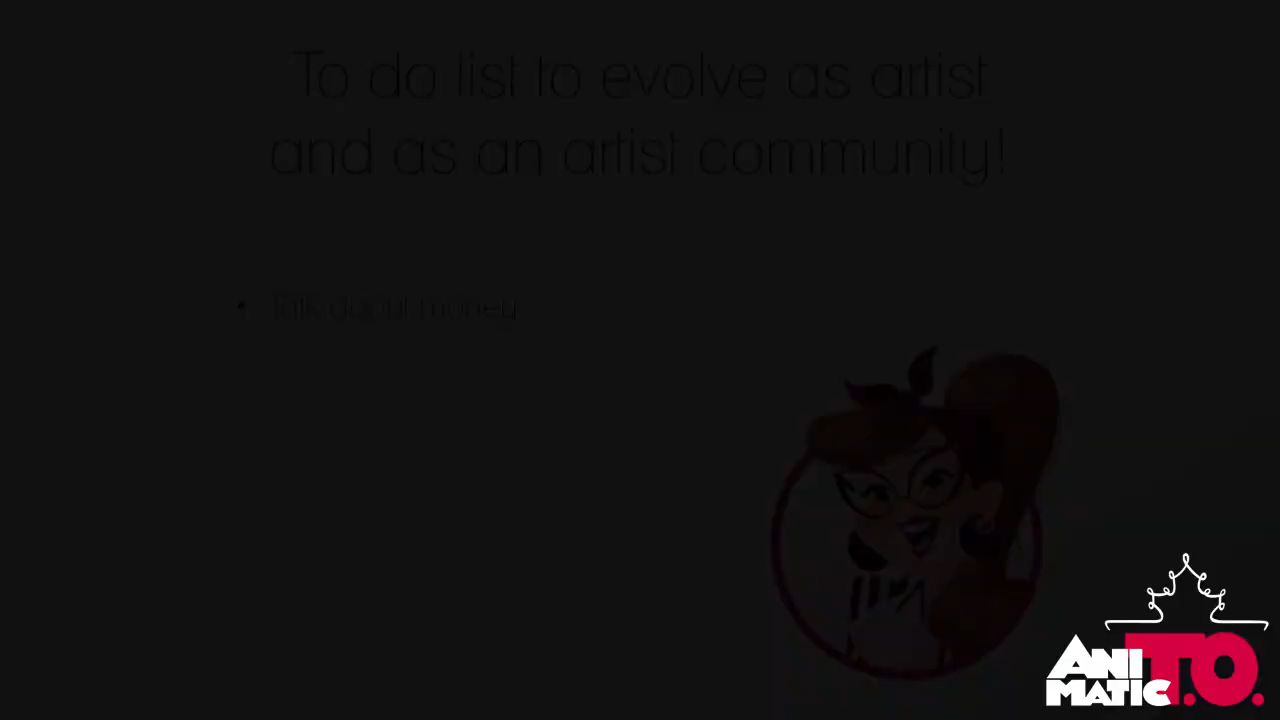 To do list to evolve as artist
and as an artist community!
• Talk about money
ANI
MATIC T.O.